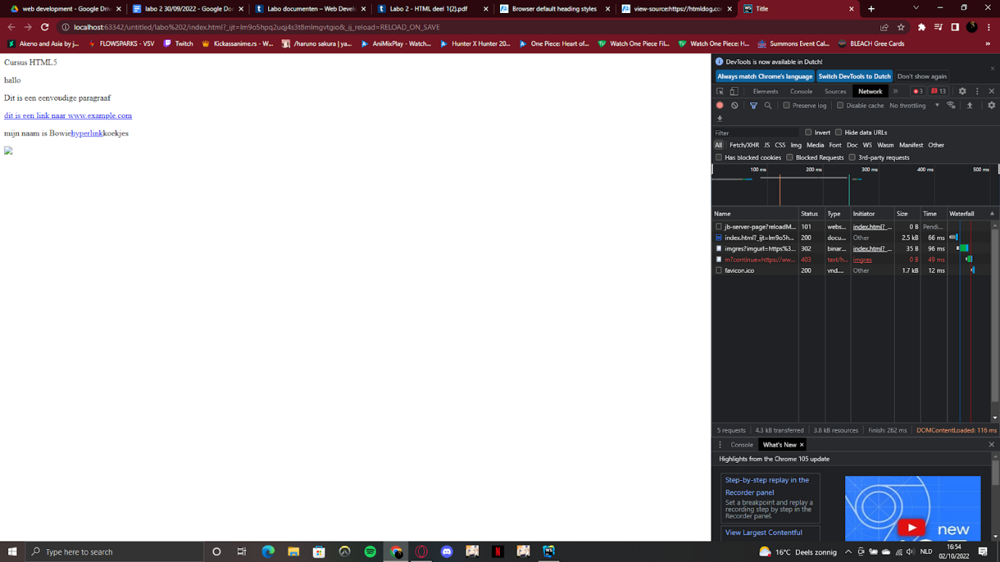 web development - Google Driv
labo 2 30/09/2022 - Google Doc
Labo documenten – Web Develo
Labo 2 - HTML deel 1(2).pdf
Browser default heading styles
view-source:https://htmldog.co
Title
localhost:63342/untitled/labo%202/index.html?_ijt=lm9o5hpq2uqj4s3t8mlmgvtgio&_ij_reload=RELOAD_ON_SAVE
Akeno and Asia by j...
FLOWSPARKS - VSV
Twitch
Kickassanime.rs - W...
/haruno sakura | ya...
AniMixPlay - Watch...
Hunter X Hunter 20...
One Piece: Heart of...
Watch One Piece Fil...
Watch One Piece: H...
Summons Event Cal...
BLEACH Gree Cards
»
Cursus HTML5
hallo
Dit is een eenvoudige paragraaf
dit is een link naar www.example.com
mijn naam is Bowiehyperlinkkoekjes
DevTools is now available in Dutch!
Always match Chrome's language Switch DevTools to Dutch Don't show again
Elements Console Sources Network » 3 13
Preserve log Disable cache No throttling
Filter Invert Hide data URLs
All Fetch/XHR JS CSS Img Media Font Doc WS Wasm Manifest Other
Has blocked cookies Blocked Requests 3rd-party requests
100 ms 200 ms 300 ms 400 ms 500 ms
Name Status Type Initiator Size Time Waterfall
jb-server-page?reloadM... 101 webs... index.html?_... 0 B Pendi...
index.html?_ijt=lm9o5h... 200 docu... Other 2.5 kB 66 ms
imgres?imgurl=https%3... 302 binar... index.html?_... 35 B 96 ms
m?continue=https://ww... 403 text/h... imgres 0 B 49 ms
favicon.ico 200 vnd.... Other 1.7 kB 12 ms
5 requests 4.3 kB transferred 3.6 kB resources Finish: 262 ms DOMContentLoaded: 116 ms
Console What's New
Highlights from the Chrome 105 update
Step-by-step replay in the
Recorder panel
Set a breakpoint and replay a
recording step by step in the
Recorder panel.
View Largest Contentful
new
Type here to search
16°C Deels zonnig
NLD
16:54
02/10/2022